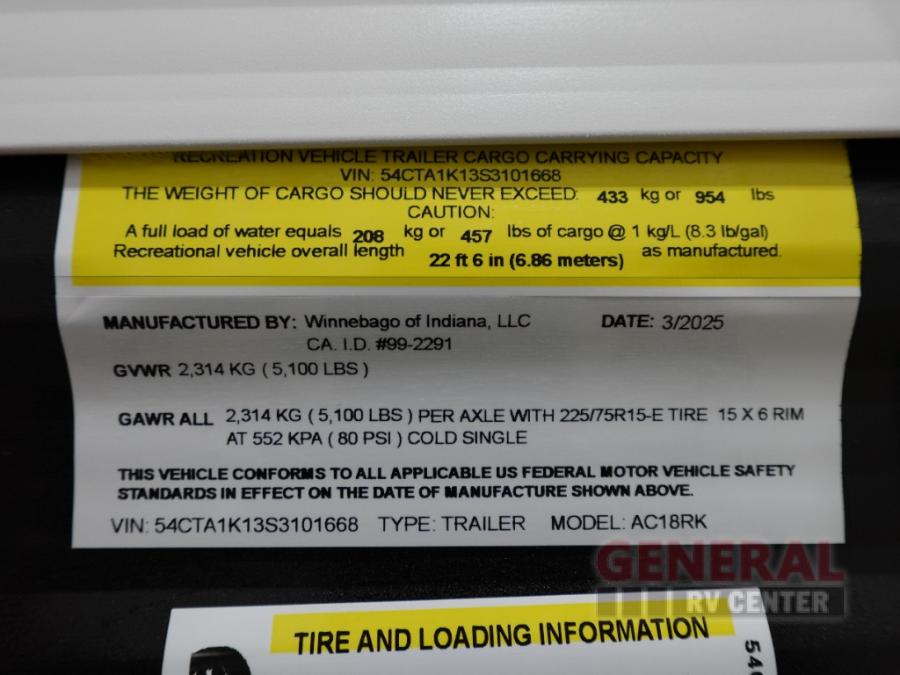 RECREATION VEHICLE TRAILER CARGO CARRYING CAPACITY
VIN: 54CTA1K13S3101668
THE WEIGHT OF CARGO SHOULD NEVER EXCEED: 433 kg or 954 lbs
CAUTION:
A full load of water equals 208 kg or 457 lbs of cargo @ 1 kg/L (8.3 lb/gal)
Recreational vehicle overall length 22 ft 6 in (6.86 meters) as manufactured.
MANUFACTURED BY: Winnebago of Indiana, LLC DATE: 3/2025
CA. I.D. #99-2291
GVWR 2,314 KG ( 5,100 LBS )
GAWR ALL 2,314 KG ( 5,100 LBS ) PER AXLE WITH 225/75R15-E TIRE 15 X 6 RIM
AT 552 KPA ( 80 PSI ) COLD SINGLE
THIS VEHICLE CONFORMS TO ALL APPLICABLE US FEDERAL MOTOR VEHICLE SAFETY
STANDARDS IN EFFECT ON THE DATE OF MANUFACTURE SHOWN ABOVE.
VIN: 54CTA1K13S3101668 TYPE: TRAILER MODEL: AC18RK
GENERAL
RV CENTER
TIRE AND LOADING INFORMATION